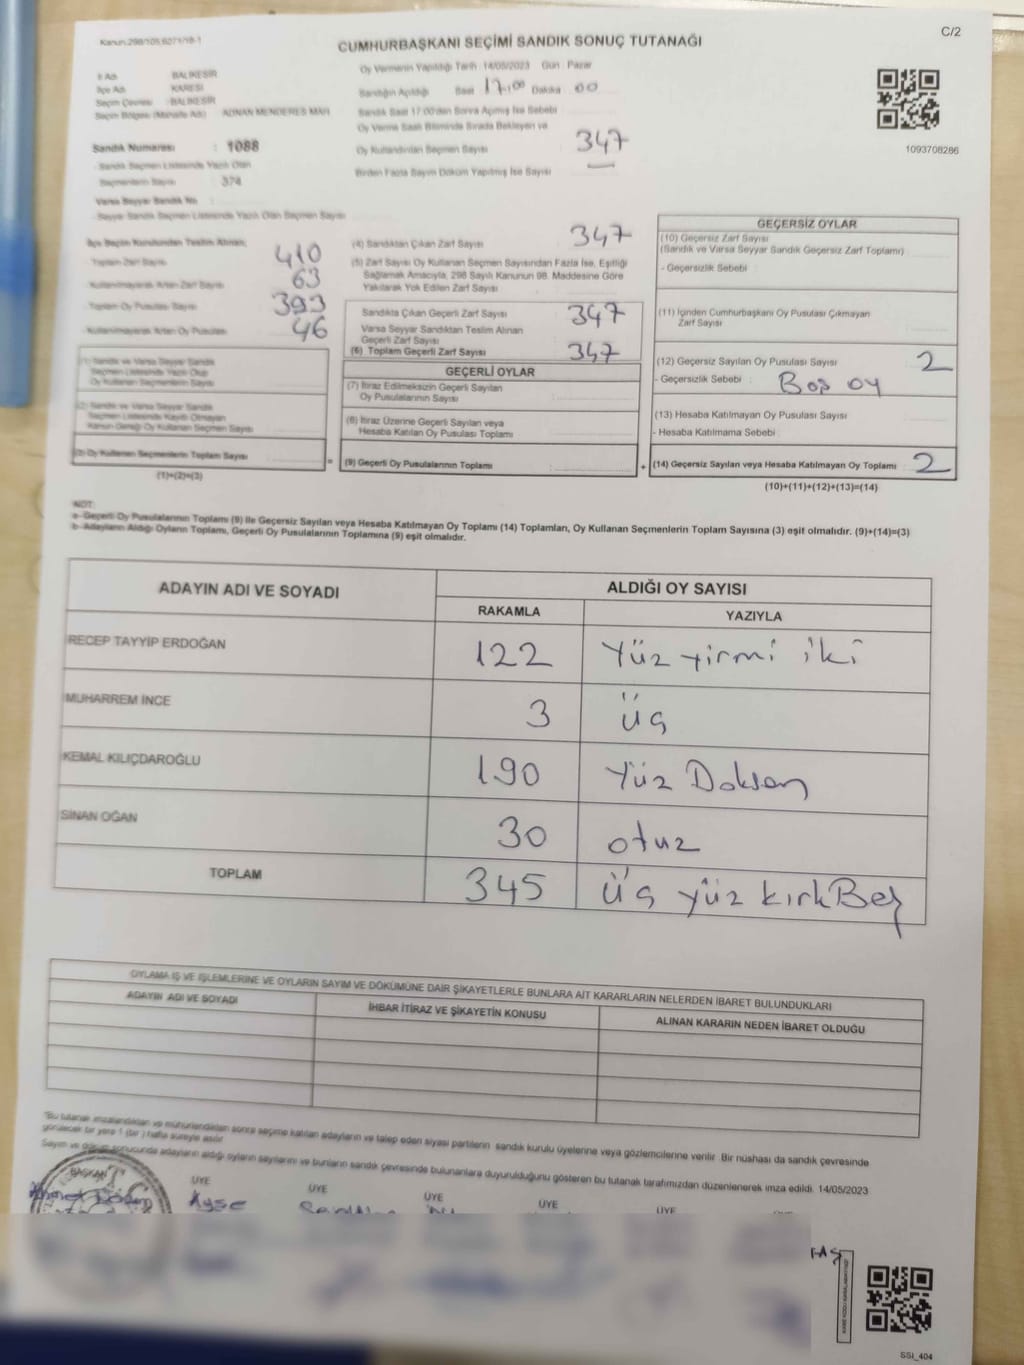 Kanun:298/105,6271/18-1
C/2
CUMHURBAŞKANI SEÇİMİ SANDIK SONUÇ TUTANAĞI
İl Adı : BALIKESİR
İlçe Adı : KARESİ
Seçim Çevresi : BALIKESİR
Seçim Bölgesi (Mahalle Adı) : ADNAN MENDERES MAH
Sandık Numarası : 1088
- Sandık Seçmen Listesinde Yazılı Olan
Seçmenlerin Sayısı : 374
Varsa Seyyar Sandık No :
- Seyyar Sandık Seçmen Listesinde Yazılı Olan Seçmen Sayısı :
Oy Vermenin Yapıldığı Tarih : 14/05/2023 Gün : Pazar
Sandığın Açıldığı Saat 17:00 Dakika 00
Sandık Saat 17.00'den Sonra Açılmış İse Sebebi
Oy Verme Saati Bitiminde Sırada Bekleyen ve
Oy Kullandırılan Seçmen Sayısı 347
Birden Fazla Sayım Döküm Yapılmış İse Sayısı —
1093708286
İlçe Seçim Kurulundan Teslim Alınan;
- Toplam Zarf Sayısı 410
- Kullanılmayarak Artan Zarf Sayısı 63
- Toplam Oy Pusulası Sayısı 393
- Kullanılmayarak Artan Oy Pusulası 46
(1) Sandık ve Varsa Seyyar Sandık
Seçmen Listesinde Yazılı Olup
Oy Kullanan Seçmenlerin Sayısı
(2) Sandık ve Varsa Seyyar Sandık
Seçmen Listesinde Kayıtlı Olmayan
Kanun Gereği Oy Kullanan Seçmen Sayısı
(3) Oy Kullanan Seçmenlerin Toplam Sayısı
(1)+(2)=(3)
(4) Sandıktan Çıkan Zarf Sayısı 347
(5) Zarf Sayısı Oy Kullanan Seçmen Sayısından Fazla İse, Eşitliği
Sağlamak Amacıyla, 298 Sayılı Kanunun 98. Maddesine Göre
Yakılarak Yok Edilen Zarf Sayısı
Sandıkta Çıkan Geçerli Zarf Sayısı 347
Varsa Seyyar Sandıktan Teslim Alınan
Geçerli Zarf Sayısı
(6) Toplam Geçerli Zarf Sayısı 347
GEÇERLİ OYLAR
(7) İtiraz Edilmeksizin Geçerli Sayılan
Oy Pusulalarının Sayısı
(8) İtiraz Üzerine Geçerli Sayılan veya
Hesaba Katılan Oy Pusulası Toplamı
= (9) Geçerli Oy Pusulalarının Toplamı
GEÇERSİZ OYLAR
(10) Geçersiz Zarf Sayısı
(Sandık ve Varsa Seyyar Sandık Geçersiz Zarf Toplamı)
- Geçersizlik Sebebi :
(11) İçinden Cumhurbaşkanı Oy Pusulası Çıkmayan
Zarf Sayısı
(12) Geçersiz Sayılan Oy Pusulası Sayısı 2
- Geçersizlik Sebebi : Boş oy
(13) Hesaba Katılmayan Oy Pusulası Sayısı
- Hesaba Katılmama Sebebi :
+ (14) Geçersiz Sayılan veya Hesaba Katılmayan Oy Toplamı 2
(10)+(11)+(12)+(13)=(14)
NOT:
a- Geçerli Oy Pusulalarının Toplamı (9) ile Geçersiz Sayılan veya Hesaba Katılmayan Oy Toplamı (14) Toplamları, Oy Kullanan Seçmenlerin Toplam Sayısına (3) eşit olmalıdır. (9)+(14)=(3)
b- Adayların Aldığı Oyların Toplamı, Geçerli Oy Pusulalarının Toplamına (9) eşit olmalıdır.
ADAYIN ADI VE SOYADI
ALDIĞI OY SAYISI
RAKAMLA YAZIYLA
RECEP TAYYİP ERDOĞAN 122 Yüz yirmi iki
MUHARREM İNCE 3 üç
KEMAL KILIÇDAROĞLU 190 Yüz Doksan
SİNAN OĞAN 30 otuz
TOPLAM 345 üç yüz kırk Beş
OYLAMA İŞ VE İŞLEMLERİNE VE OYLARIN SAYIM VE DÖKÜMÜNE DAİR ŞİKAYETLERLE BUNLARA AİT KARARLARIN NELERDEN İBARET BULUNDUKLARI
ADAYIN ADI VE SOYADI
İHBAR İTİRAZ VE ŞİKAYETİN KONUSU
ALINAN KARARIN NEDEN İBARET OLDUĞU
"Bu tutanak imzalandıktan ve mühürlendikten sonra seçime katılan adayların ve talep eden siyasi partilerin sandık kurulu üyelerine veya gözlemcilerine verilir. Bir nüshası da sandık çevresinde
görülecek bir yere 1 (bir) hafta süreyle asılır.
Sayım ve döküm sonucunda adayların aldığı oyların sayılarını ve bunların sandık çevresinde bulunanlara duyurulduğunu gösteren bu tutanak tarafımızdan düzenlenerek imza edildi. 14/05/2023
BAŞKAN ÜYE ÜYE ÜYE ÜYE ÜYE
Ahmet Ayşe
SSİ_404